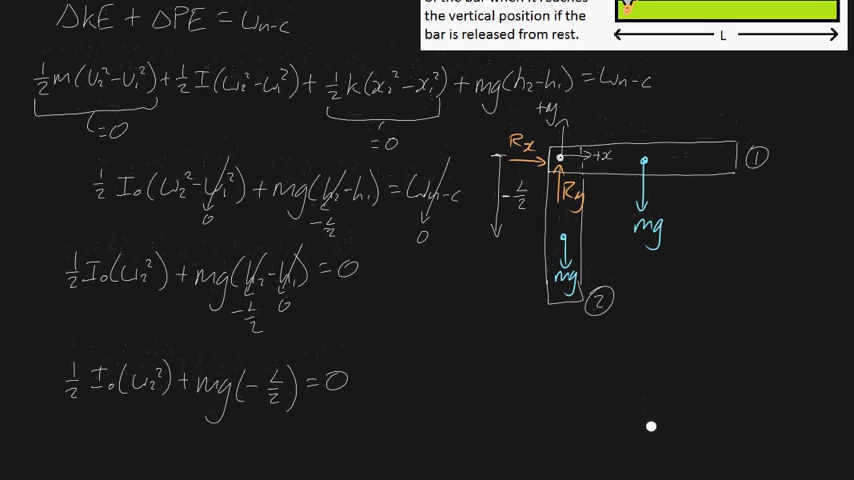 ΔKE + ΔPE = Wn-c
of the bar when it reaches
the vertical position if the
bar is released from rest.
L
½m(v₂²-v₁²)+½I(ω₂²-ω₁²)+½k(x₂²-x₁²)+mg(h₂-h₁)=Wn-c
=0
=0
+y
Rx
+x
①
½I₀(ω₂²-ω₁²)+mg(h₂-h₁)=Wn-c
0
-L/2
0
-L/2
Ry
mg
mg
②
½I₀(ω₂²)+mg(h₂-h₁)=0
-L/2
0
½I₀(ω₂²)+mg(-L/2)=0